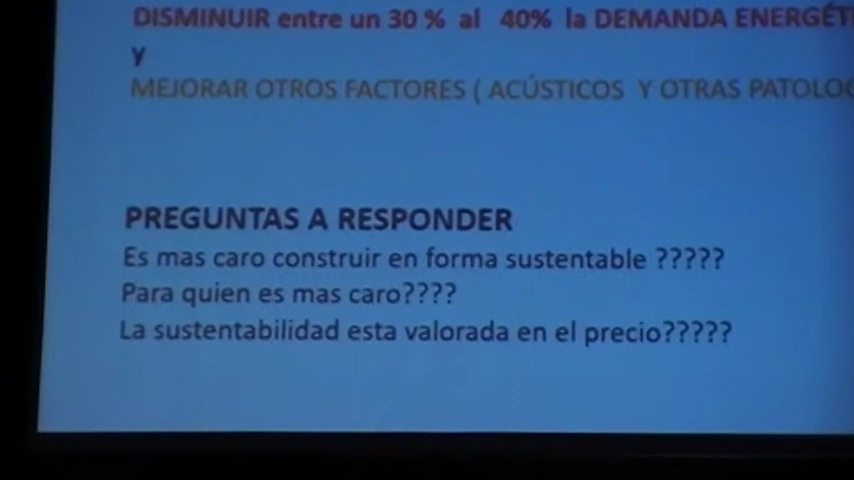 DISMINUIR entre un 30 % al 40% la DEMANDA
y
MEJORAR OTROS FACTORES ( ACÚSTICOS Y OTRAS
PREGUNTAS A RESPONDER
Es mas caro construir en forma sustentable ?????
Para quien es mas caro????
La sustentabilidad esta valorada en el precio?????